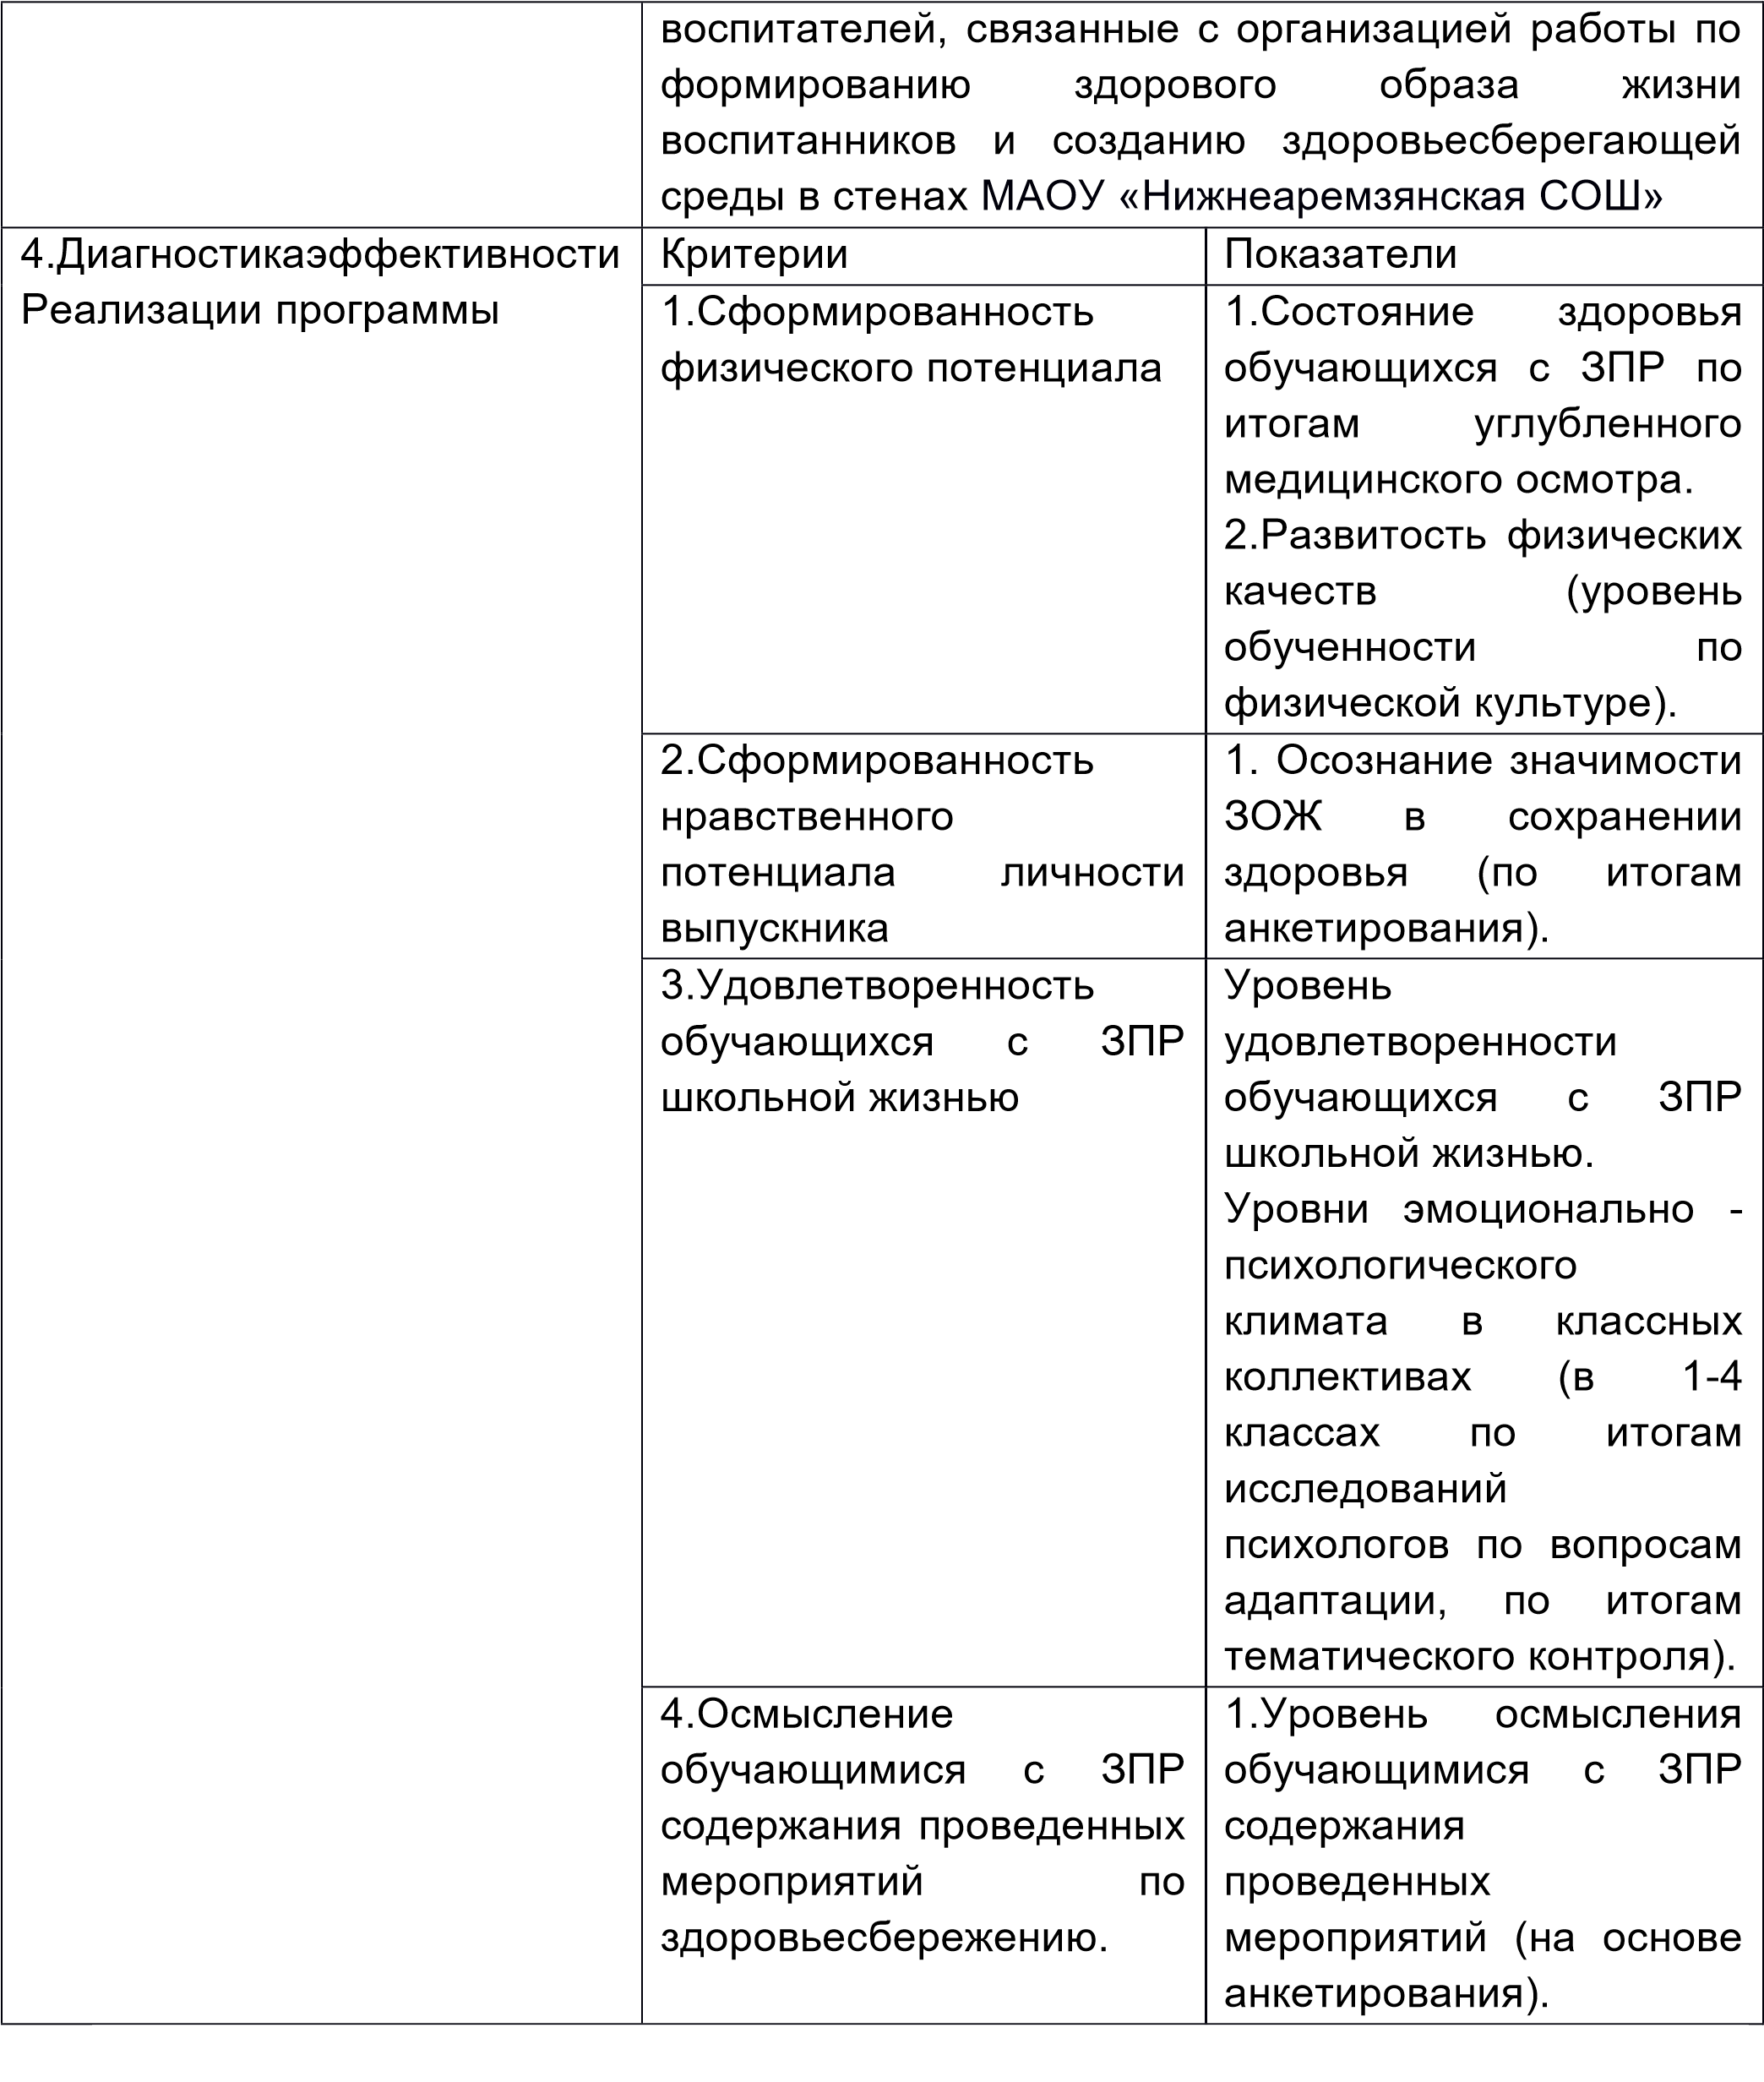 воспитателей, связанные с организацией работы по
формированию здорового образа жизни
воспитанников и созданию здоровьесберегающей
среды в стенах МАОУ «Нижнеаремзянская СОШ»
4.Диагностикаэффективности
Реализации программы
Критерии
Показатели
1.Сформированность
физического потенциала
1.Состояние здоровья
обучающихся с ЗПР по
итогам углубленного
медицинского осмотра.
2.Развитость физических
качеств (уровень
обученности по
физической культуре).
2.Сформированность
нравственного
потенциала личности
выпускника
1. Осознание значимости
ЗОЖ в сохранении
здоровья (по итогам
анкетирования).
3.Удовлетворенность
обучающихся с ЗПР
школьной жизнью
Уровень
удовлетворенности
обучающихся с ЗПР
школьной жизнью.
Уровни эмоционально -
психологического
климата в классных
коллективах (в 1-4
классах по итогам
исследований
психологов по вопросам
адаптации, по итогам
тематического контроля).
4.Осмысление
обучающимися с ЗПР
содержания проведенных
мероприятий по
здоровьесбережению.
1.Уровень осмысления
обучающимися с ЗПР
содержания
проведенных
мероприятий (на основе
анкетирования).